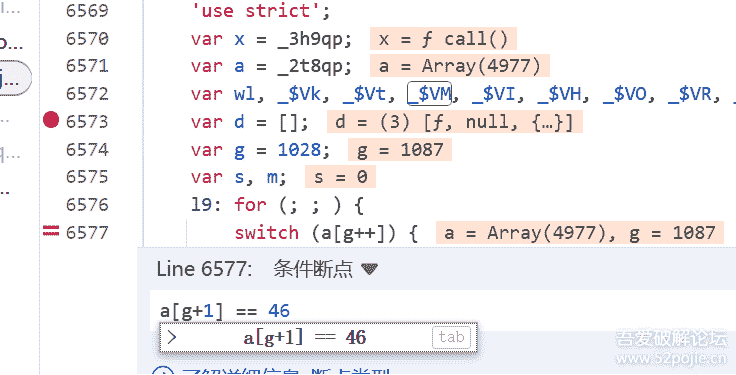 6569 'use strict';
6570 var x = _3h9qp; x = ƒ call()
6571 var a = _2t8qp; a = Array(4977)
o…
6572 var wl, _$Vk, _$Vt, _$VM, _$VI, _$VH, _$VO, _$VR,
j…
6573 var d = []; d = (3) [ƒ, null, {…}]
6574 var g = 1028; g = 1087
q…
6575 var s, m; s = 0
6576 l9: for (; ; ) {
6577 switch (a[g++]) { a = Array(4977), g = 1087
Line 6577: 条件断点
a[g+1] == 46
> a[g+1] == 46 tab
吾爱破解论坛
www.52pojie.cn